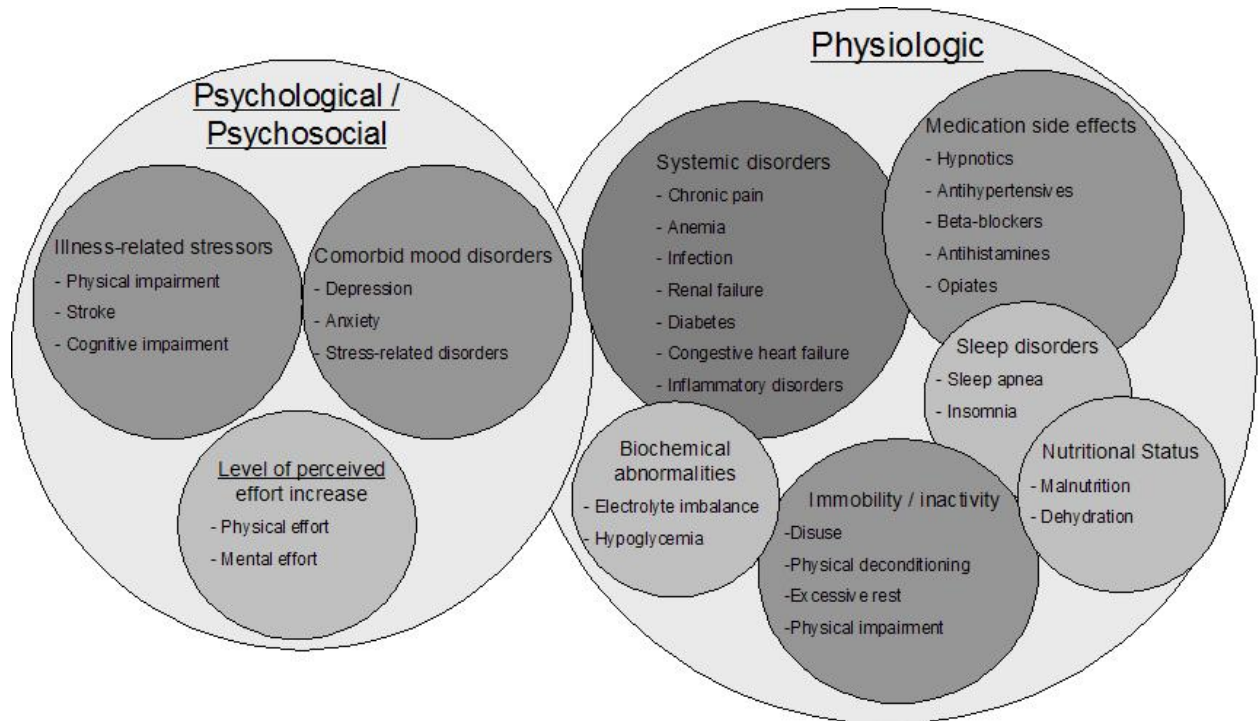 Psychological /
Psychosocial
Illness-related stressors
- Physical impairment
- Stroke
- Cognitive impairment
Comorbid mood disorders
- Depression
- Anxiety
- Stress-related disorders
Level of perceived
effort increase
- Physical effort
- Mental effort
Physiologic
Systemic disorders
- Chronic pain
- Anemia
- Infection
- Renal failure
- Diabetes
- Congestive heart failure
- Inflammatory disorders
Medication side effects
- Hypnotics
- Antihypertensives
- Beta-blockers
- Antihistamines
- Opiates
Sleep disorders
- Sleep apnea
- Insomnia
Biochemical
abnormalities
- Electrolyte imbalance
- Hypoglycemia
Immobility / inactivity
-Disuse
-Physical deconditioning
-Excessive rest
-Physical impairment
Nutritional Status
- Malnutrition
- Dehydration